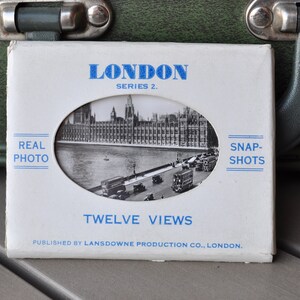 LONDON
SERIES 2.
REAL
PHOTO
SNAP-
SHOTS
TWELVE VIEWS
PUBLISHED BY LANSDOWNE PRODUCTION CO., LONDON.